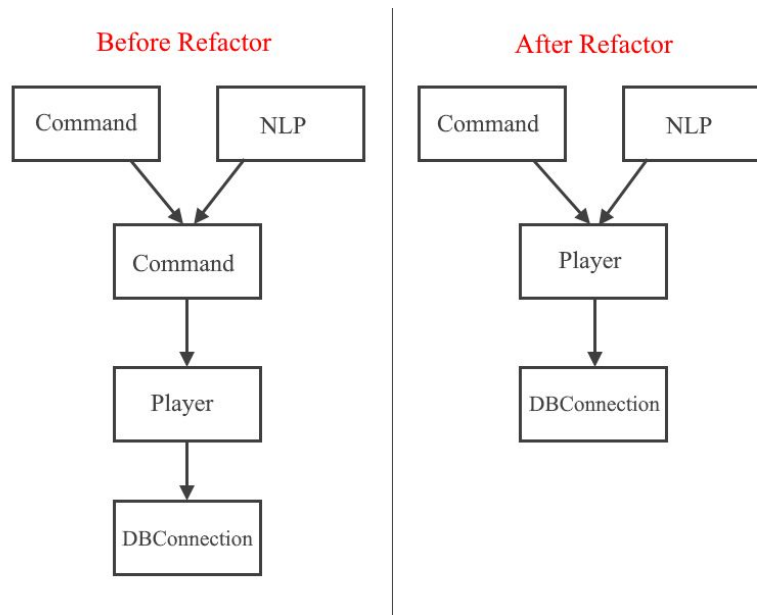 Before Refactor
Command
NLP
Command
Player
DBConnection
After Refactor
Command
NLP
Player
DBConnection